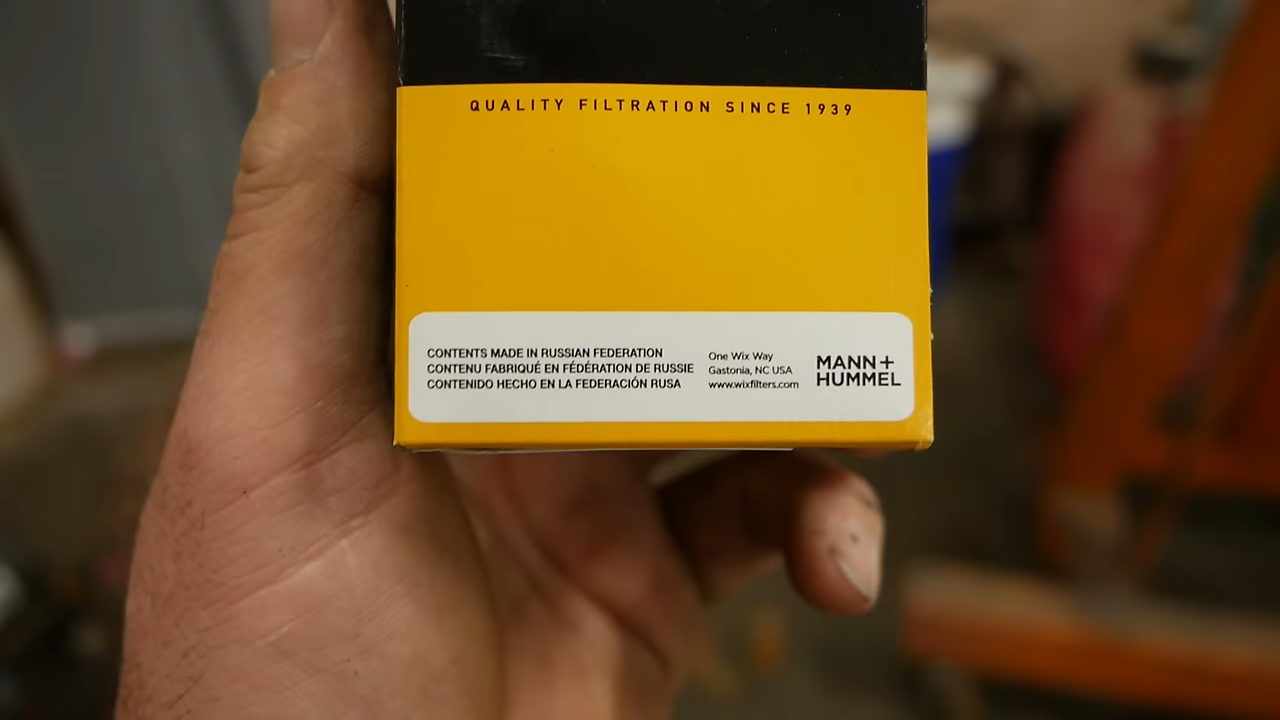 QUALITY FILTRATION SINCE 1939
CONTENTS MADE IN RUSSIAN FEDERATION
CONTENU FABRIQUÉ EN FÉDÉRATION DE RUSSIE
CONTENIDO HECHO EN LA FEDERACIÓN RUSA
One Wix Way
Gastonia, NC USA
www.wixfilters.com
MANN+
HUMMEL